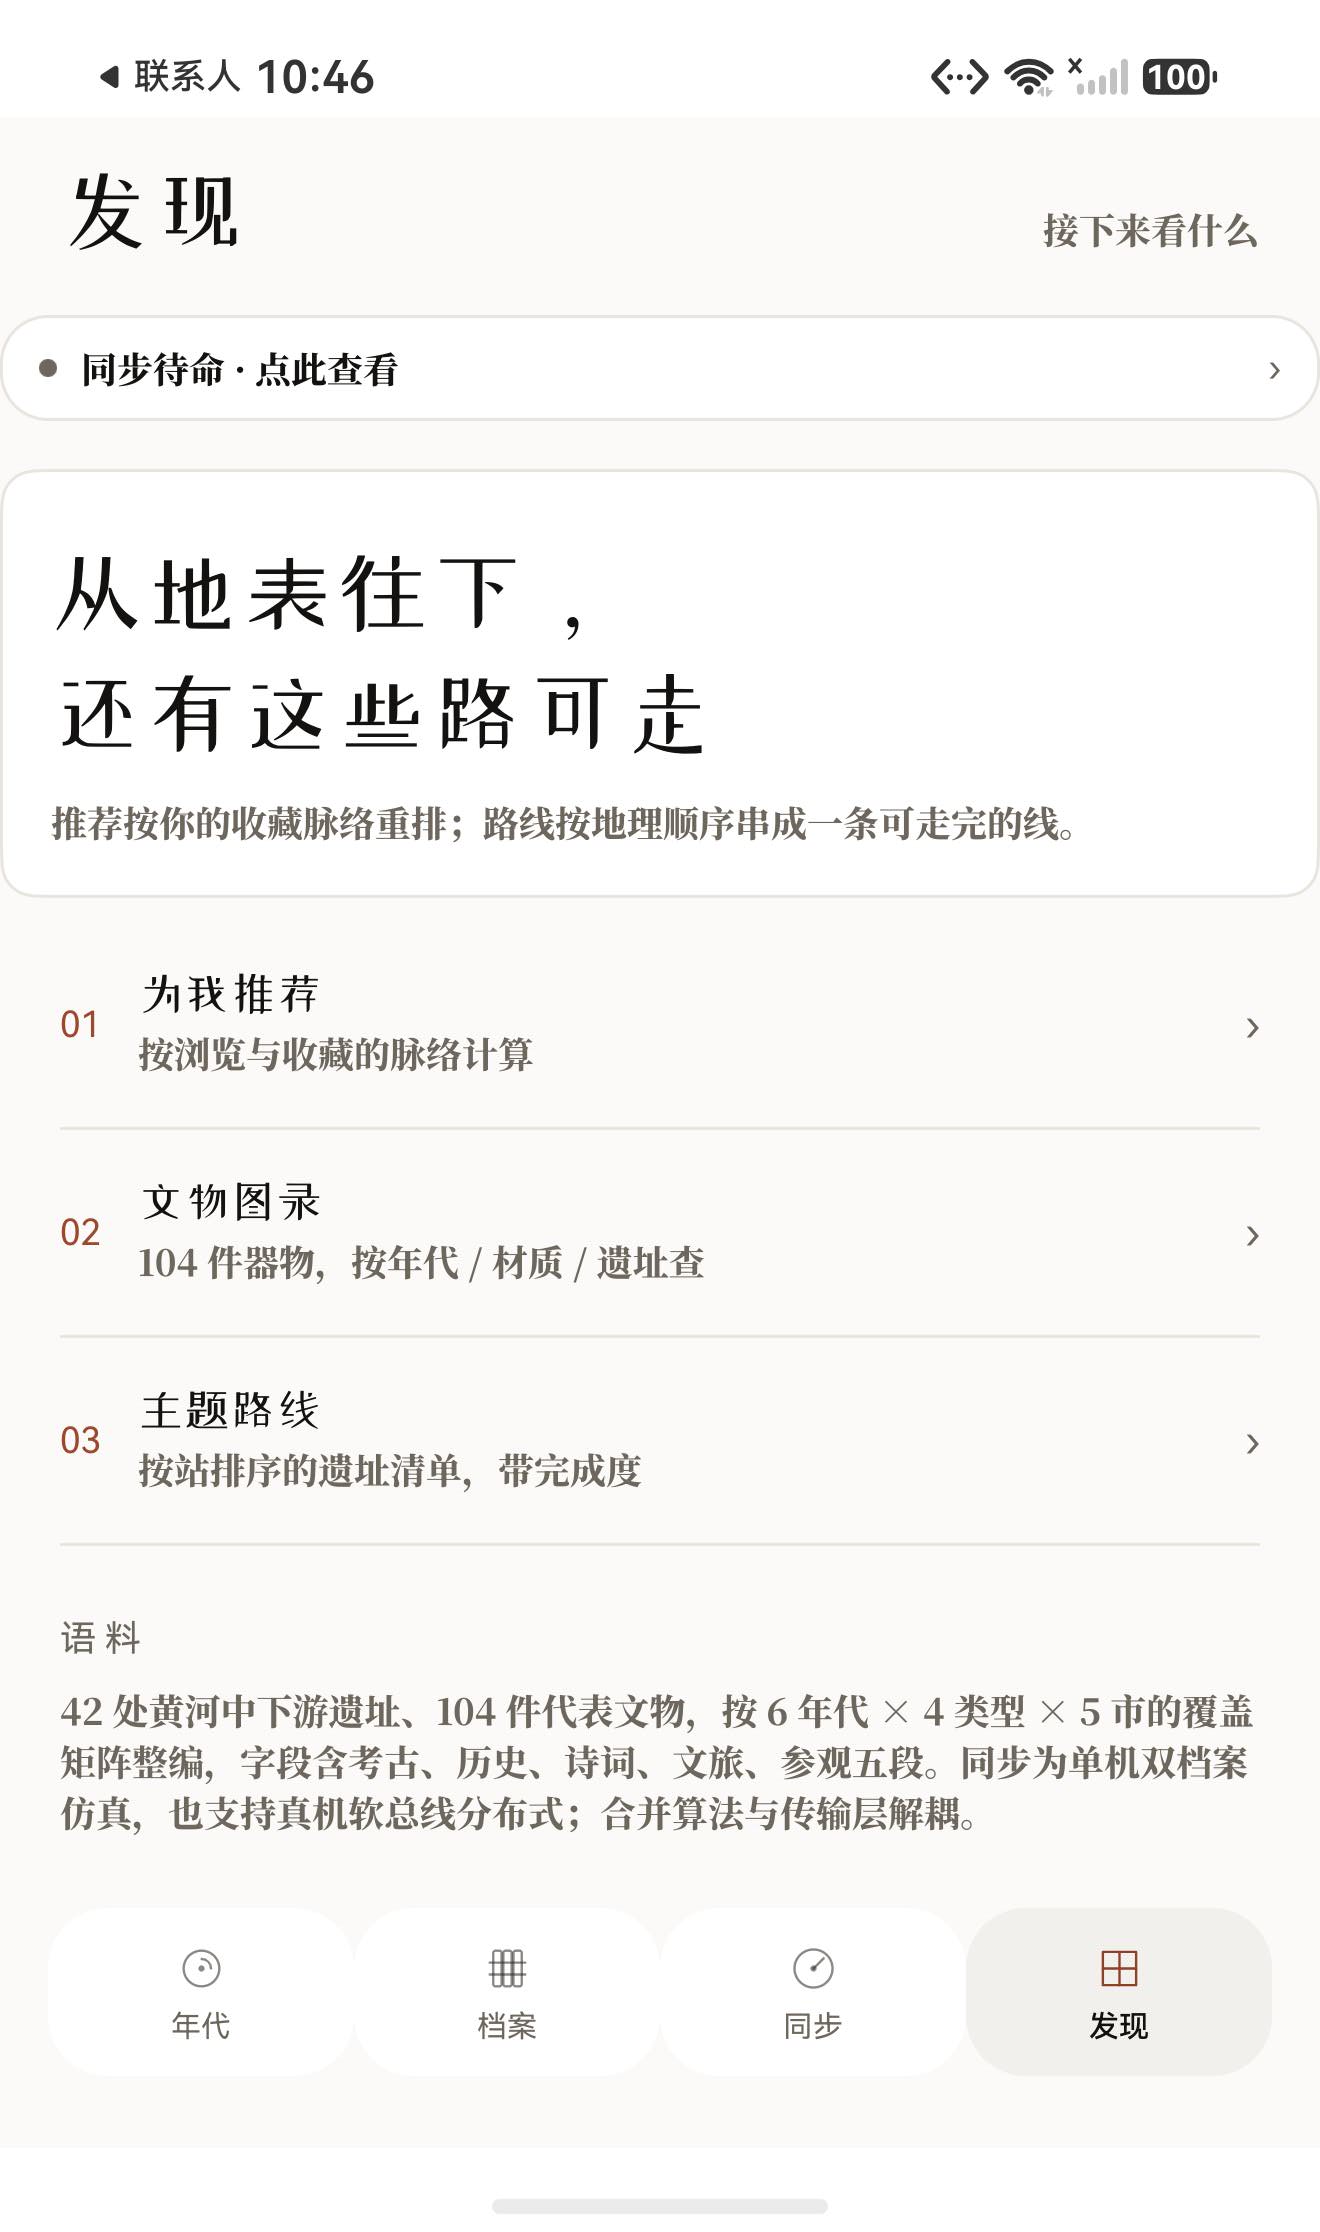 联系人 10:46
100
发现
接下来看什么
同步待命 · 点此查看
从地表往下，
还有这些路可走
推荐按你的收藏脉络重排；路线按地理顺序串成一条可走完的线。
01
为我推荐
按浏览与收藏的脉络计算
02
文物图录
104 件器物，按年代 / 材质 / 遗址查
03
主题路线
按站排序的遗址清单，带完成度
语料
42 处黄河中下游遗址、104 件代表文物，按 6 年代 × 4 类型 × 5 市的覆盖
矩阵整编，字段含考古、历史、诗词、文旅、参观五段。同步为单机双档案
仿真，也支持真机软总线分布式；合并算法与传输层解耦。
年代
档案
同步
发现